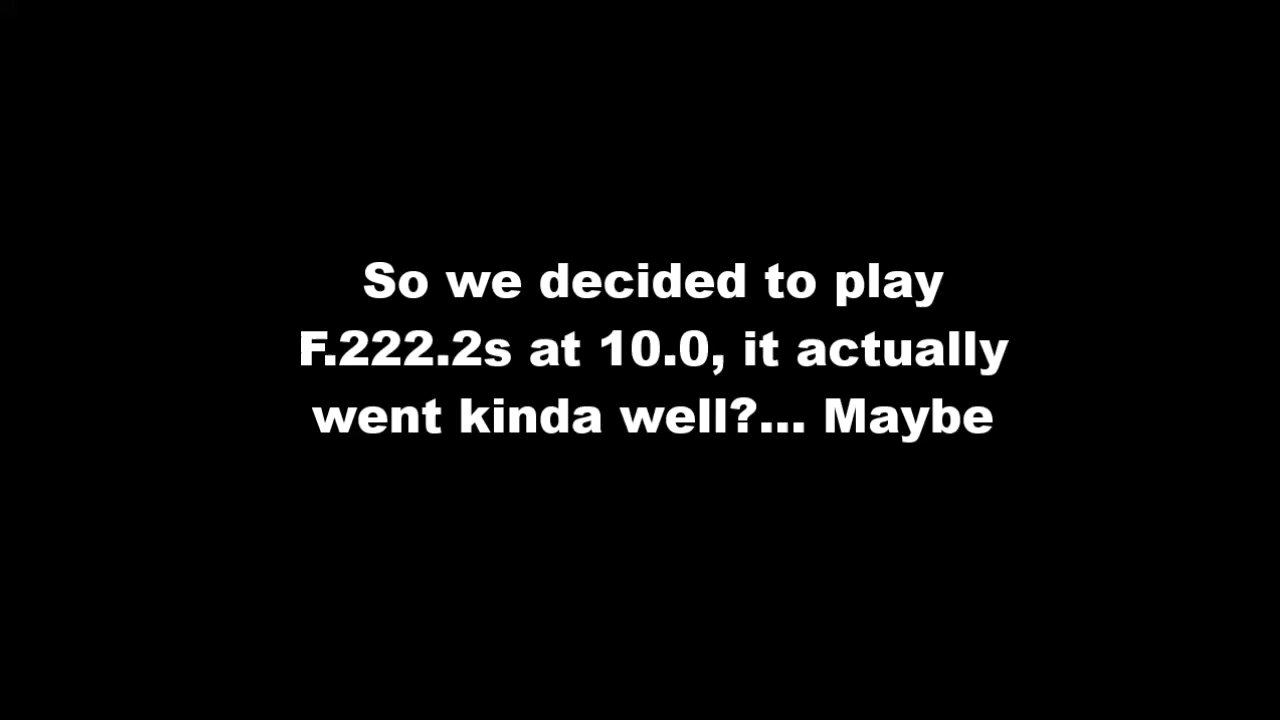 So we decided to play
F.222.2s at 10.0, it actually
went kinda well?... Maybe